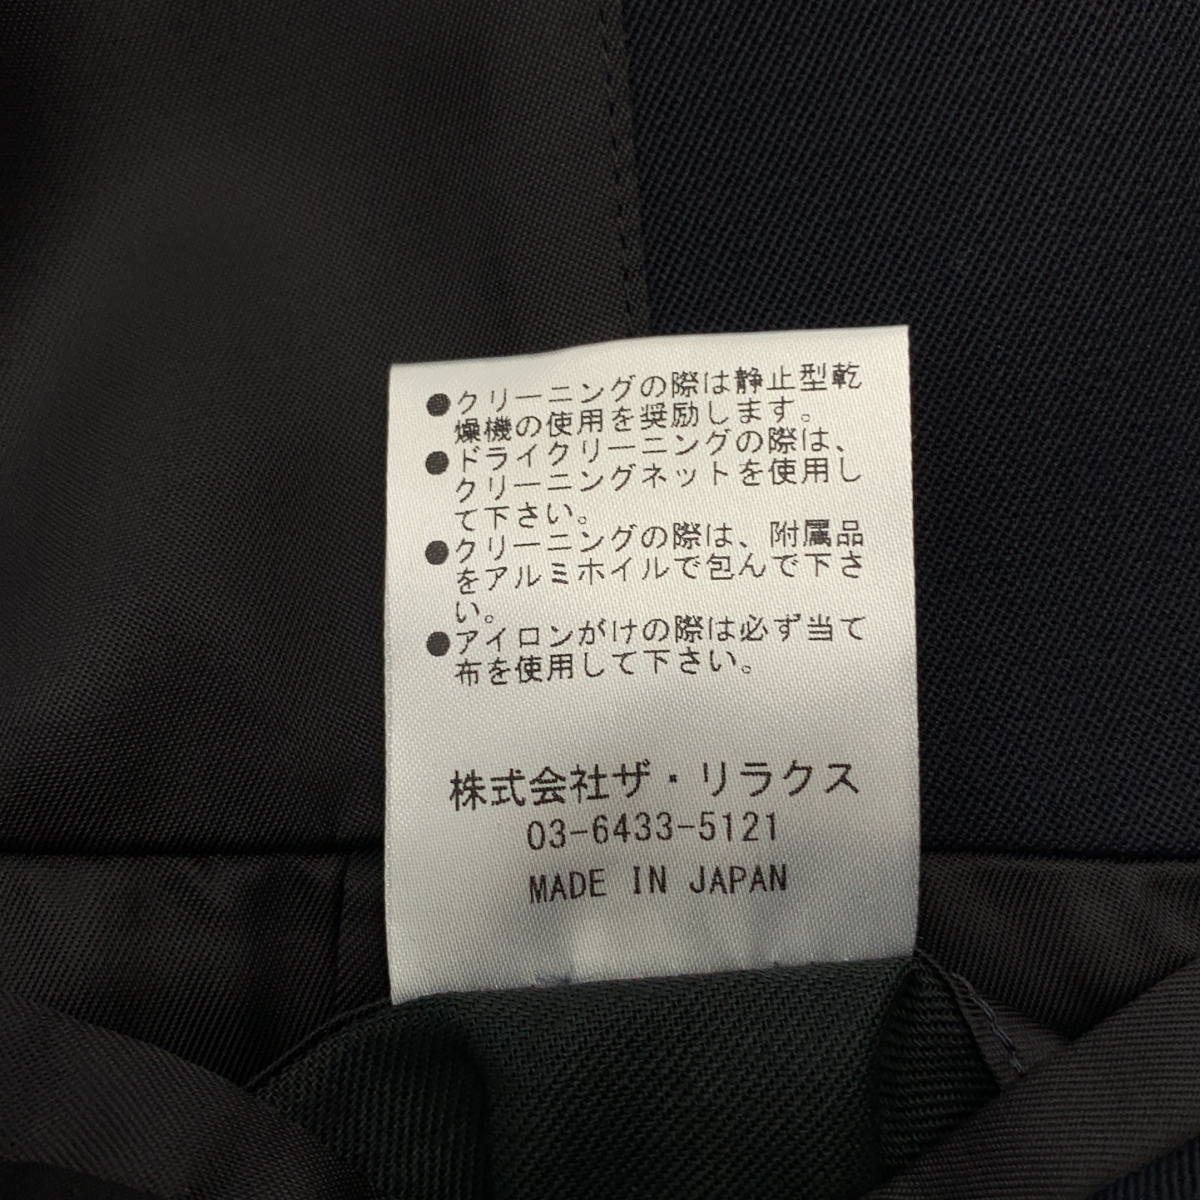 ●クリーニングの際は静止型乾
燥機の使用を奨励します。
●ドライクリーニングの際は、
クリーニングネットを使用し
て下さい。
●クリーニングの際は、附属品
をアルミホイルで包んで下さ
い。
●アイロンがけの際は必ず当て
布を使用して下さい。
株式会社ザ・リラクス
03-6433-5121
MADE IN JAPAN